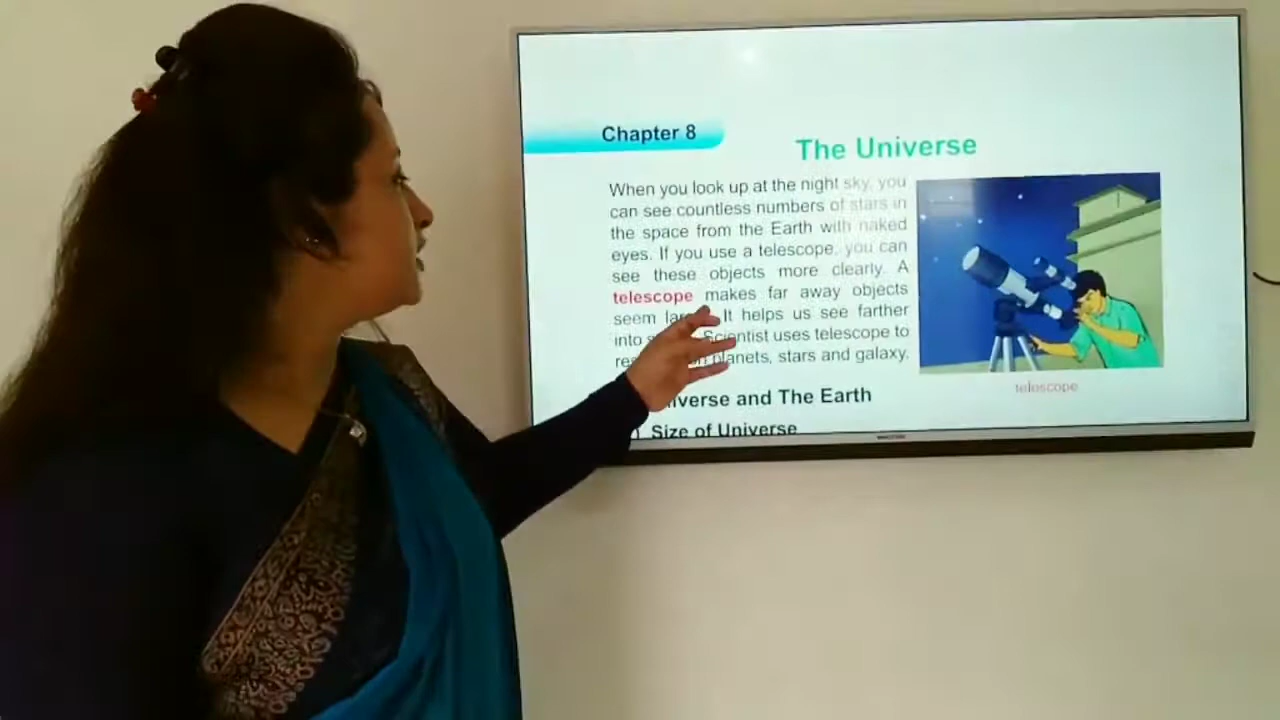 Chapter 8
The Universe
When you look up at the night sky, you
can see countless numbers of stars in
the space from the Earth with naked
eyes. If you use a telescope, you can
see these objects more clearly. A
telescope makes far away objects
seem It helps us see farther
into Scientist uses telescope to
planets, stars and galaxy.
telescope
and The Earth
Size of Universe